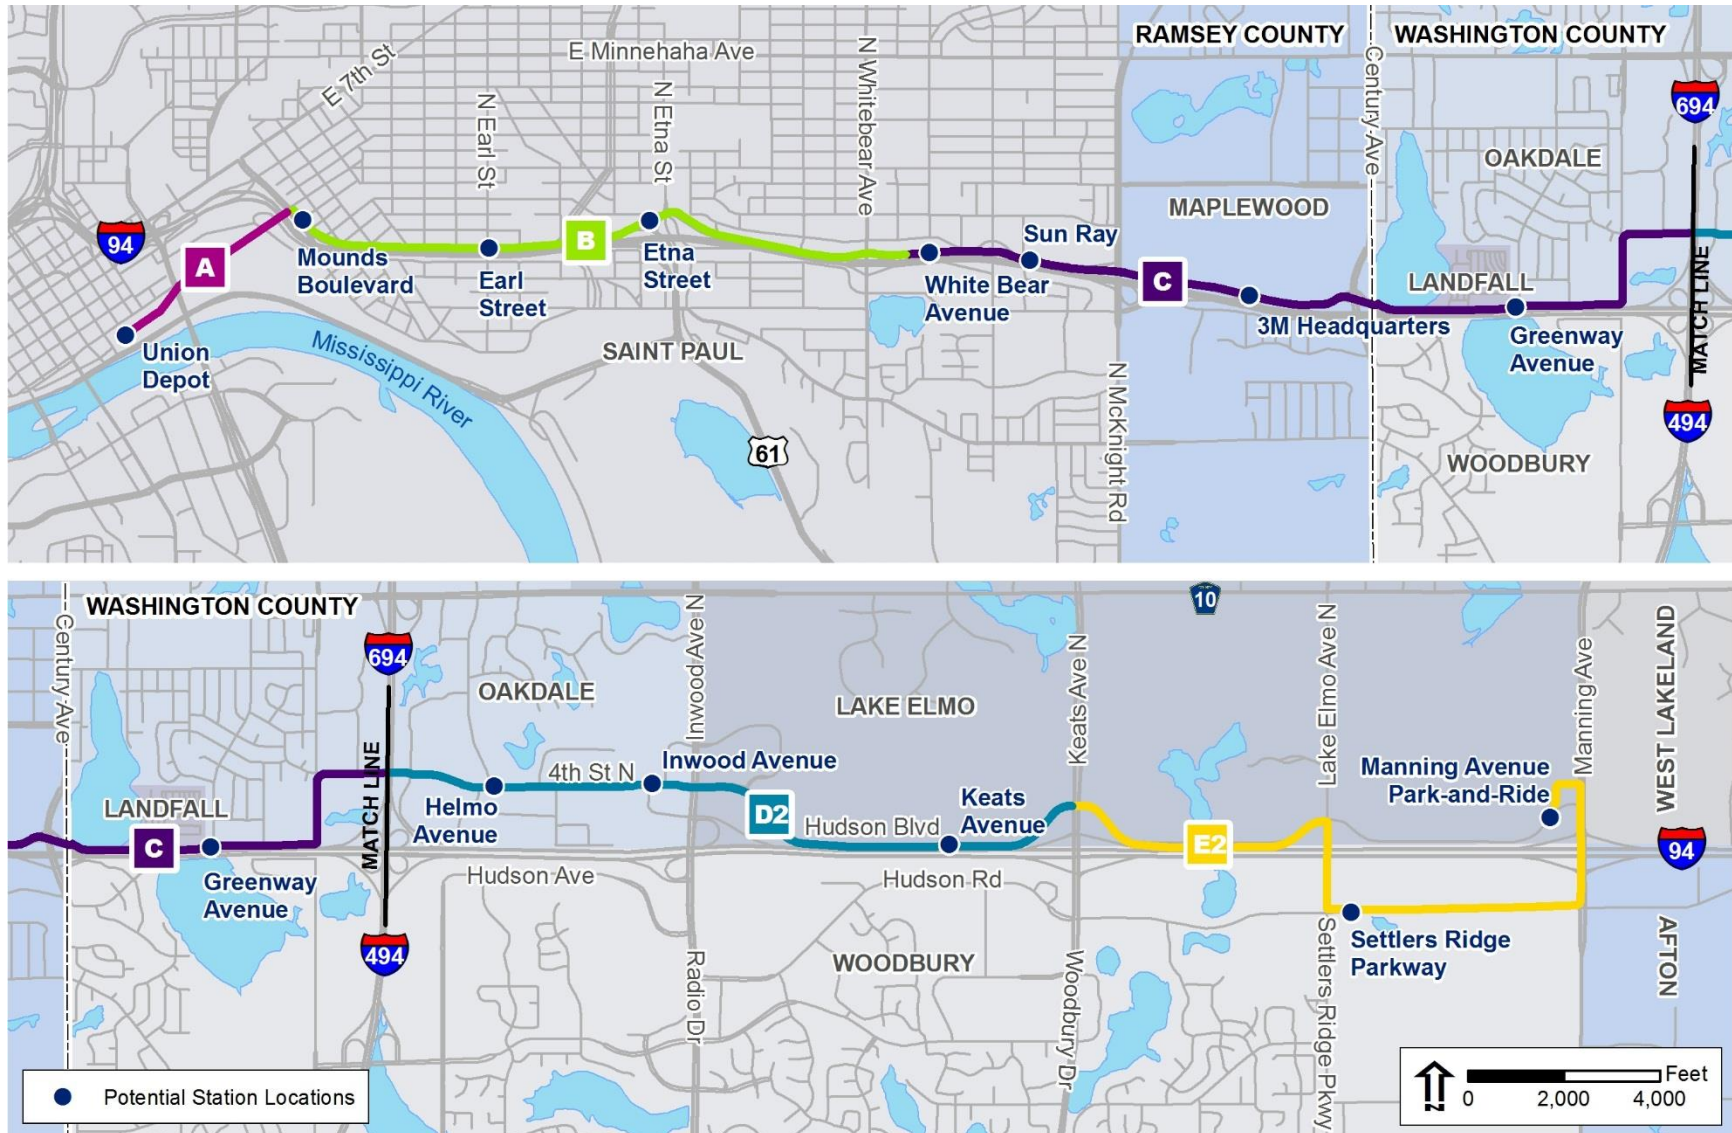 RAMSEY COUNTY
WASHINGTON COUNTY
E Minnehaha Ave
E 7th St
N Earl St
N Etna St
N Whitebear Ave
Century Ave
694
OAKDALE
MAPLEWOOD
94
A
B
C
Mounds
Boulevard
Earl
Street
Etna
Street
White Bear
Avenue
Sun Ray
3M Headquarters
LANDFALL
Greenway
Avenue
MATCH LINE
Union
Depot
Mississippi River
SAINT PAUL
61
N McKnight Rd
494
WOODBURY
WASHINGTON COUNTY
Century Ave
694
OAKDALE
N Inwood Ave
LAKE ELMO
Keats Ave N
10
Lake Elmo Ave N
Manning Ave
WEST LAKELAND
MATCH LINE
LANDFALL
C
Greenway
Avenue
Helmo
Avenue
4th St N
Inwood Avenue
D2
Hudson Blvd
Keats
Avenue
E2
Manning Avenue
Park-and-Ride
94
Hudson Ave
Hudson Rd
494
Radio Dr
WOODBURY
Woodbury Dr
Settlers Ridge Pkwy
Settlers Ridge
Parkway
AFTON
Potential Station Locations
N
Feet
0 2,000 4,000